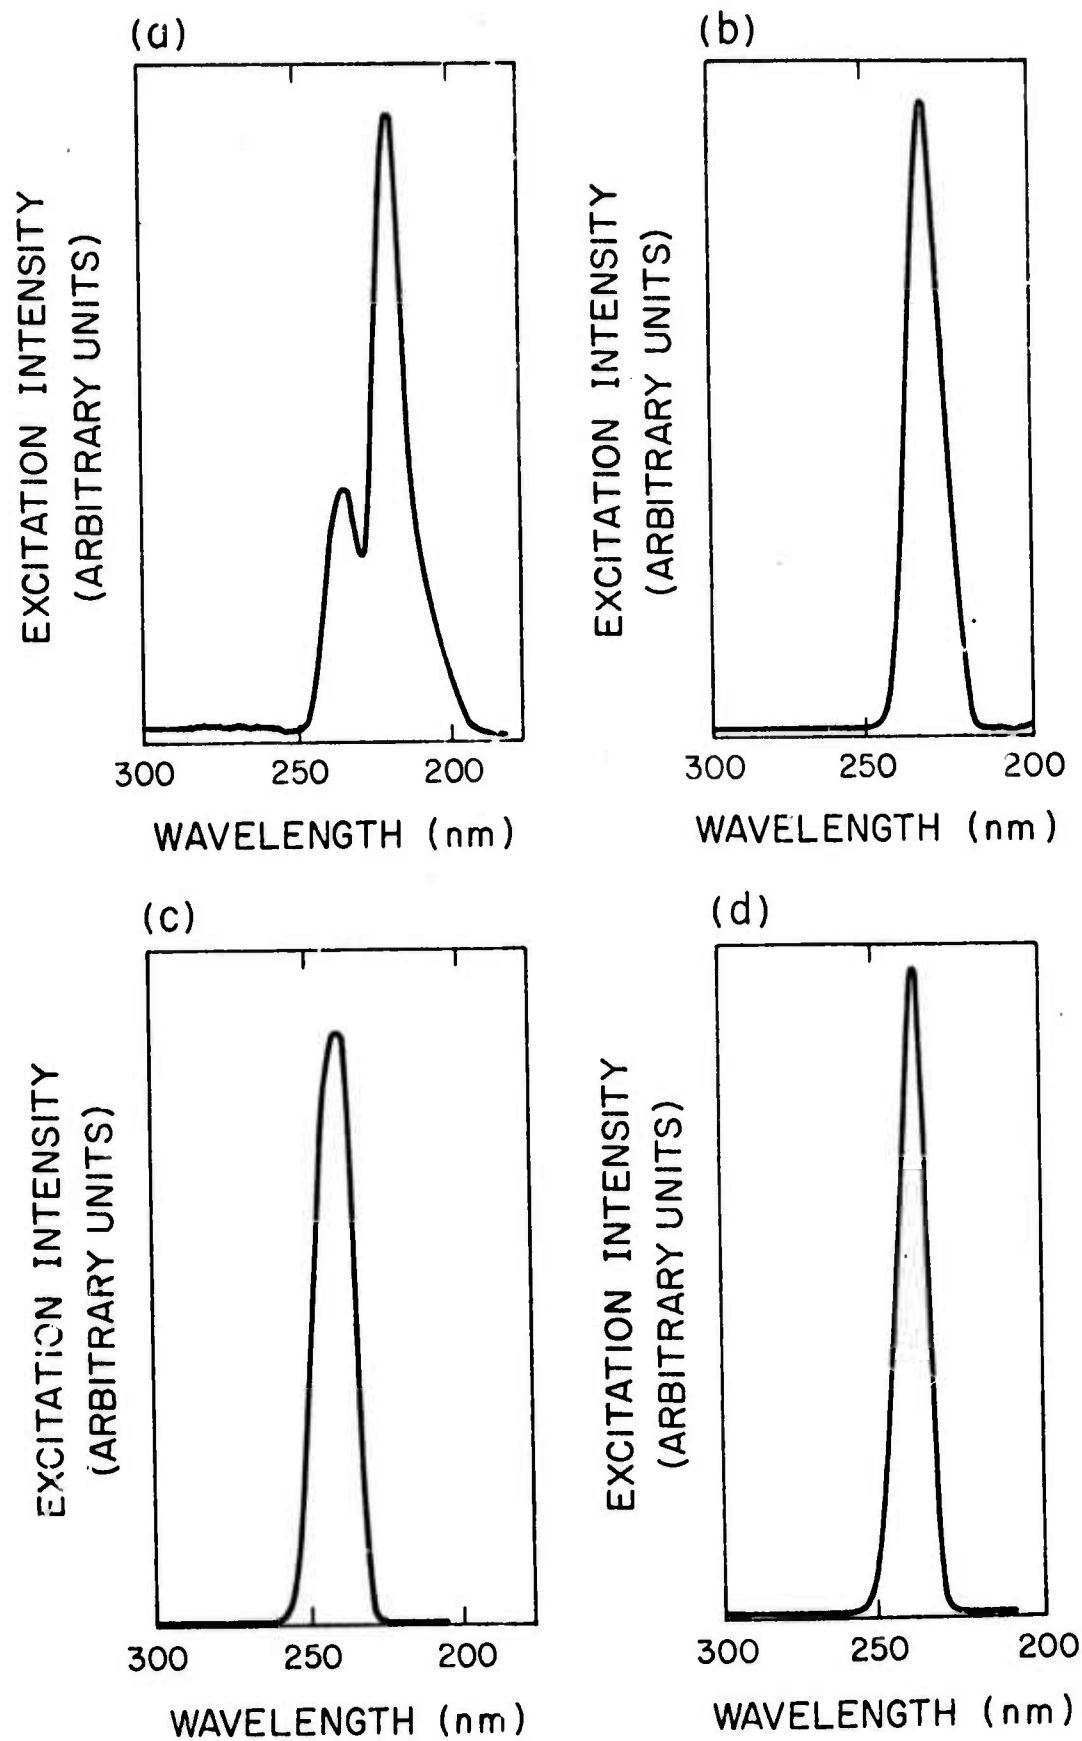 (a)
EXCITATION INTENSITY
(ARBITRARY UNITS)
300 250 200
WAVELENGTH (nm)
(b)
EXCITATION INTENSITY
(ARBITRARY UNITS)
300 250 200
WAVELENGTH (nm)
(c)
EXCITATION INTENSITY
(ARBITRARY UNITS)
300 250 200
WAVELENGTH (nm)
(d)
EXCITATION INTENSITY
(ARBITRARY UNITS)
300 250 200
WAVELENGTH (nm)